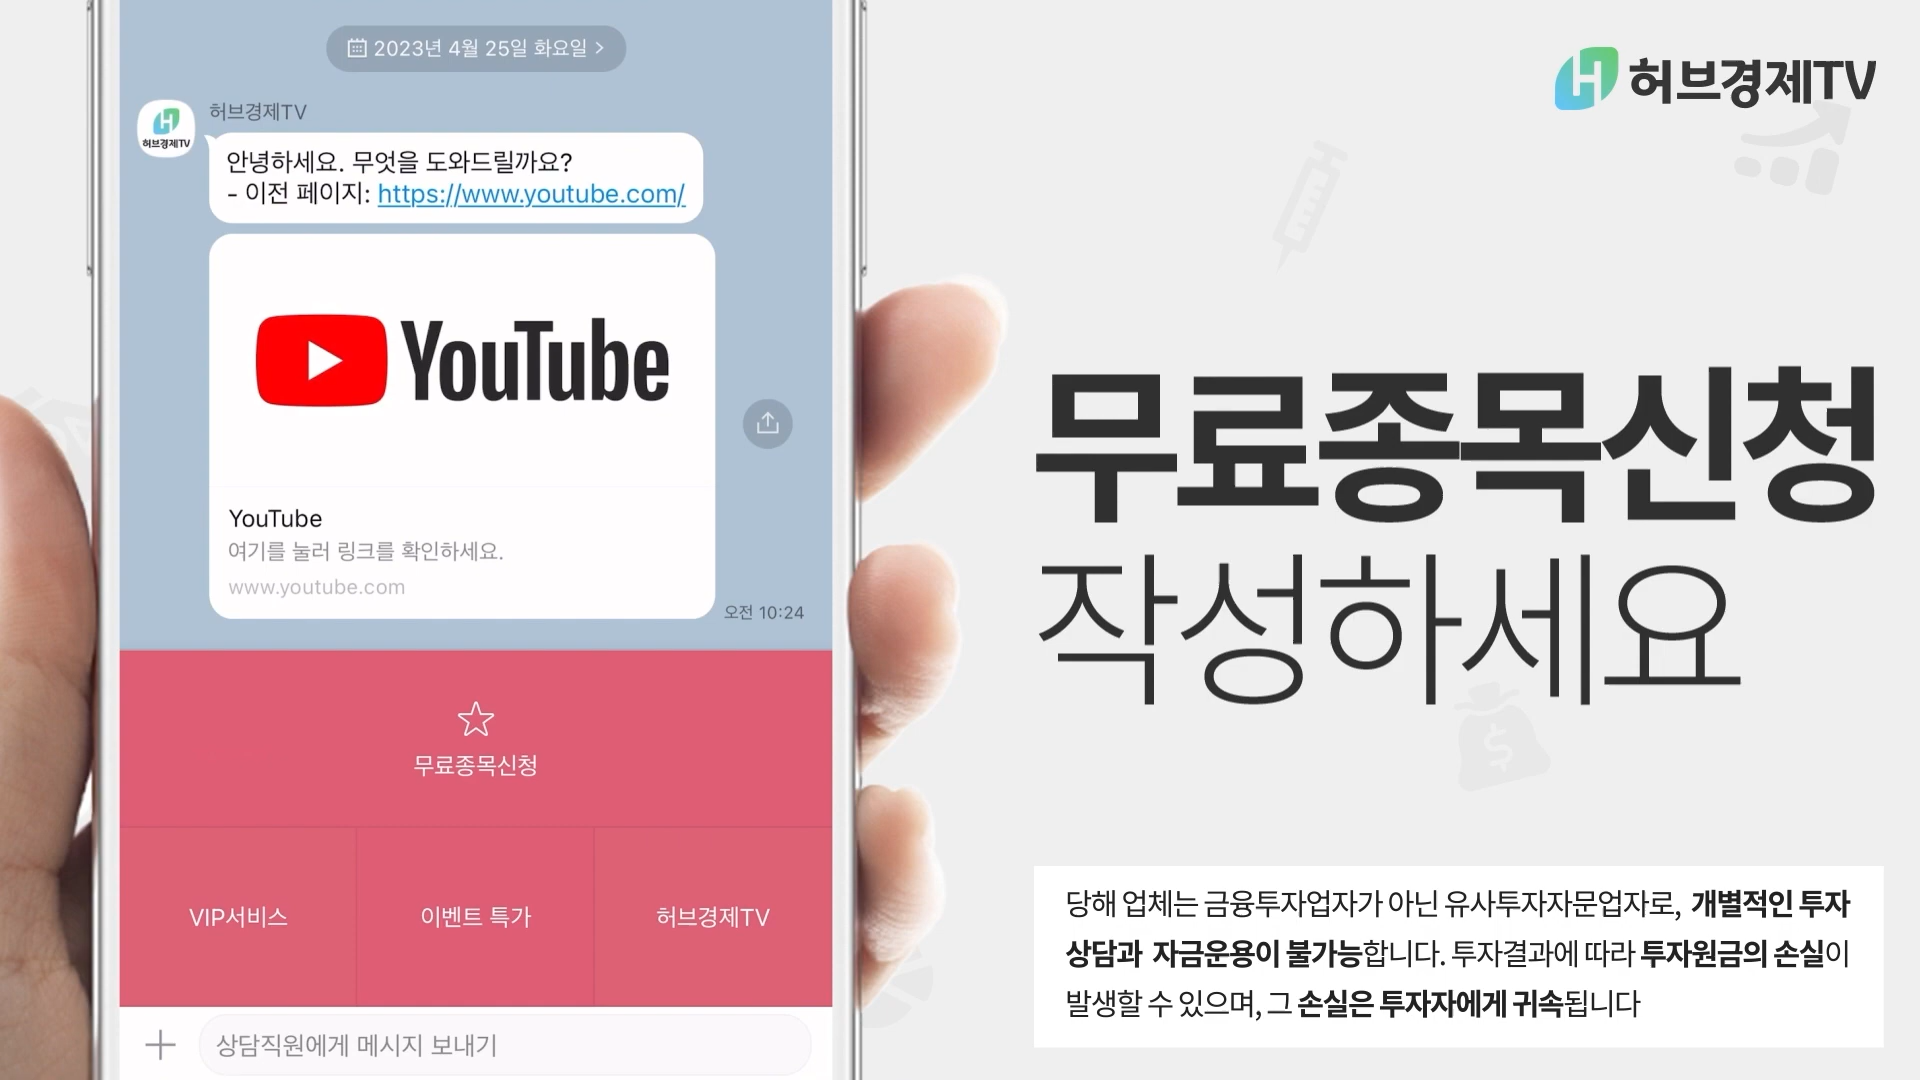 2023년 4월 25일 화요일 >
허브경제TV
허브경제TV
안녕하세요. 무엇을 도와드릴까요?
- 이전 페이지: https://www.youtube.com/
YouTube
YouTube
여기를 눌러 링크를 확인하세요.
www.youtube.com
오전 10:24
무료종목신청
VIP서비스
이벤트 특가
허브경제TV
상담직원에게 메시지 보내기
허브경제TV
무료종목신청
작성하세요
당해 업체는 금융투자업자가 아닌 유사투자자문업자로, 개별적인 투자
상담과 자금운용이 불가능합니다. 투자결과에 따라 투자원금의 손실이
발생할 수 있으며, 그 손실은 투자자에게 귀속됩니다